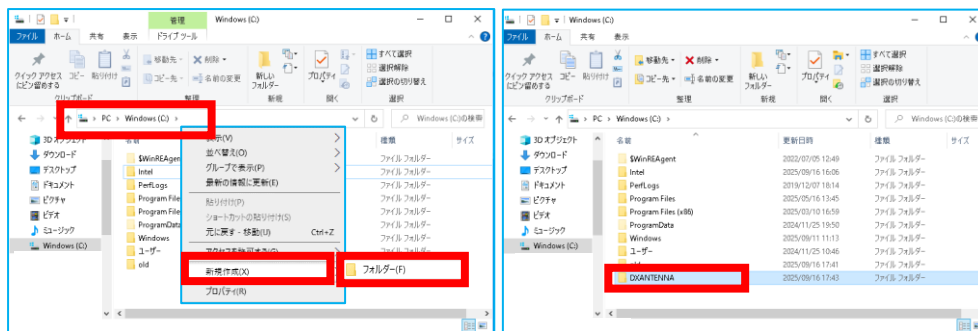 管理
Windows (C:)
ファイル
ホーム
共有
表示
ドライブ ツール
クイック アクセス
にピン留めする
コピー
貼り付け
移動先
コピー先
削除
名前の変更
新しい
フォルダー
プロパティ
すべて選択
選択解除
選択の切り替え
クリップボード
整理
新規
開く
選択
PC
Windows (C:)
Windows (C:)の検索
名前
種類
サイズ
3D オブジェクト
ダウンロード
デスクトップ
ドキュメント
ピクチャ
ビデオ
ミュージック
Windows (C:)
$WinREAgent
Intel
PerfLogs
Program File
Program File
ProgramData
Windows
ユーザー
old
表示(V)
並べ替え(O)
グループで表示(P)
最新の情報に更新(E)
貼り付け(P)
ショートカットの貼り付け(S)
元に戻す - 移動(U) Ctrl+Z
アクセスを許可する(G)
新規作成(X)
フォルダー(F)
プロパティ(R)
ファイル フォルダー
ファイル フォルダー
ファイル フォルダー
ファイル フォルダー
ファイル フォルダー
ファイル フォルダー
ファイル フォルダー
ファイル フォルダー
ファイル フォルダー
Windows (C:)
ファイル
ホーム
共有
表示
クイック アクセス
にピン留めする
コピー
貼り付け
移動先
コピー先
削除
名前の変更
新しい
フォルダー
プロパティ
すべて選択
選択解除
選択の切り替え
クリップボード
整理
新規
開く
選択
PC
Windows (C:)
Windows (C:)の検索
3D オブジェクト
ダウンロード
デスクトップ
ドキュメント
ピクチャ
ビデオ
ミュージック
Windows (C:)
名前 更新日時 種類 サイズ
$WinREAgent 2022/07/05 12:49 ファイル フォルダー
Intel 2025/09/16 16:06 ファイル フォルダー
PerfLogs 2019/12/07 18:14 ファイル フォルダー
Program Files 2025/05/16 13:45 ファイル フォルダー
Program Files (x86) 2025/03/10 16:59 ファイル フォルダー
ProgramData 2024/11/25 19:50 ファイル フォルダー
Windows 2025/09/11 11:13 ファイル フォルダー
ユーザー 2024/11/25 10:46 ファイル フォルダー
old 2025/09/16 17:41 ファイル フォルダー
DXANTENNA 2025/09/16 17:43 ファイル フォルダー